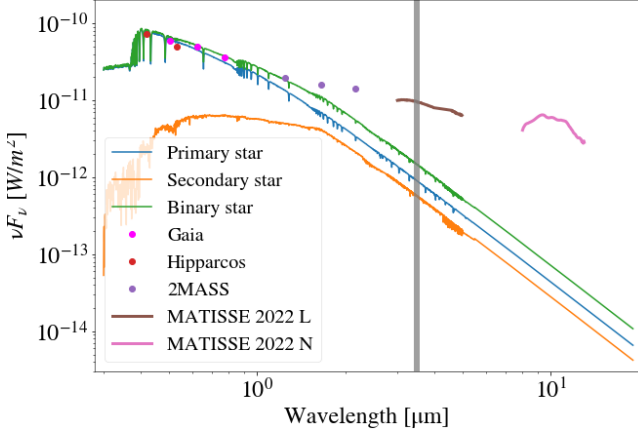 10⁻¹⁰
10⁻¹¹
10⁻¹²
10⁻¹³
10⁻¹⁴
νFᵥ [W/m²]
Primary star
Secondary star
Binary star
Gaia
Hipparcos
2MASS
MATISSE 2022 L
MATISSE 2022 N
10⁰
10¹
Wavelength [μm]